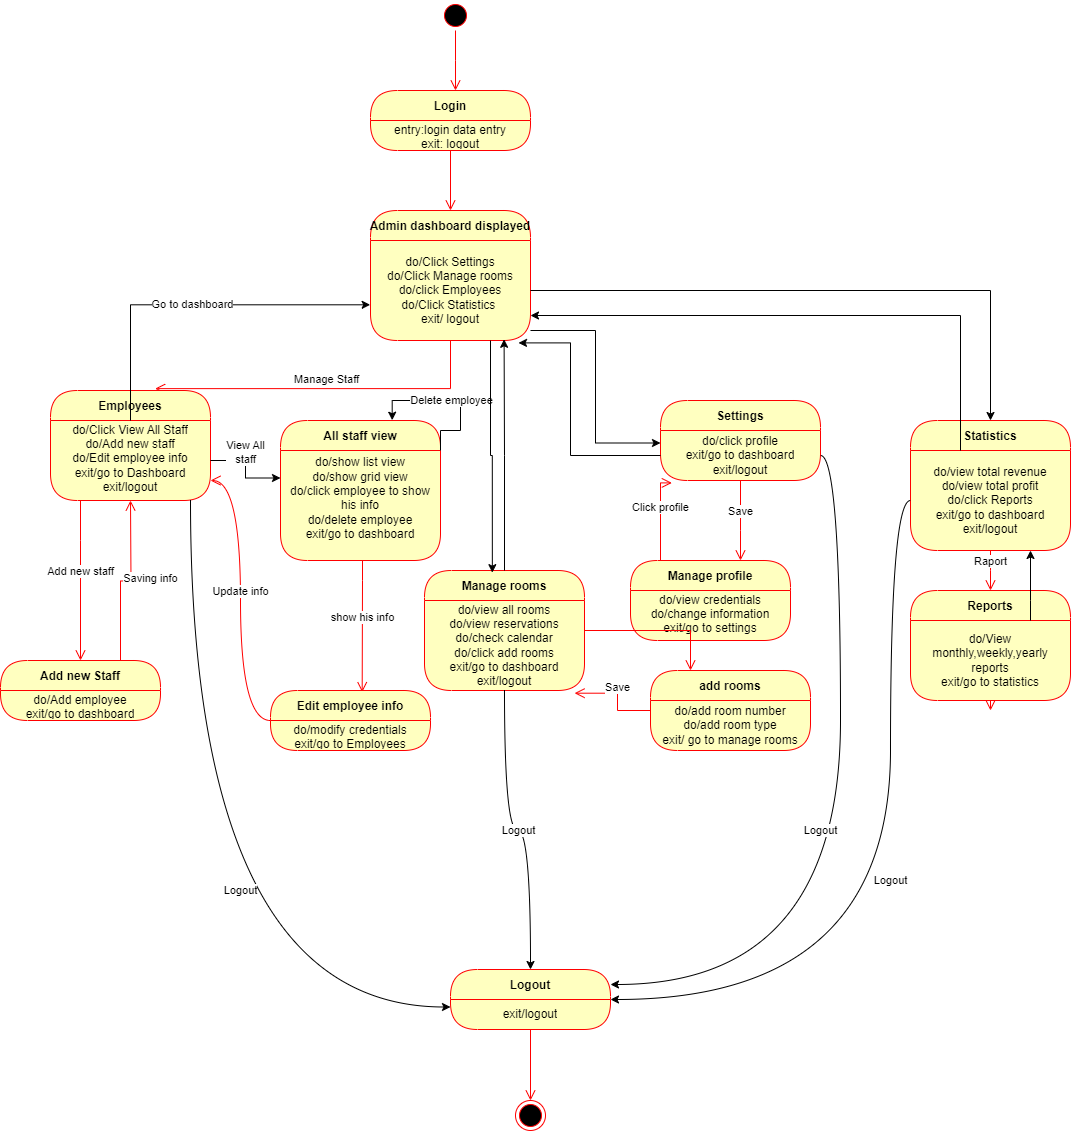 Login
entry:login data entry
exit: logout
Admin dashboard displayed
do/Click Settings
do/Click Manage rooms
do/click Employees
do/Click Statistics
exit/ logout
Go to dashboard
Manage Staff
Delete employee
Employees
do/Click View All Staff
do/Add new staff
do/Edit employee info
exit/go to Dashboard
exit/logout
View All
staff
All staff view
do/show list view
do/show grid view
do/click employee to show
his info
do/delete employee
exit/go to dashboard
Settings
do/click profile
exit/go to dashboard
exit/logout
Statistics
do/view total revenue
do/view total profit
do/click Reports
exit/go to dashboard
exit/logout
Click profile
Save
Raport
Add new staff
Saving info
Update info
show his info
Manage rooms
do/view all rooms
do/view reservations
do/check calendar
do/click add rooms
exit/go to dashboard
exit/logout
Manage profile
do/view credentials
do/change information
exit/go to settings
Reports
do/View
monthly,weekly,yearly
reports
exit/go to statistics
Add new Staff
do/Add employee
exit/go to dashboard
Edit employee info
do/modify credentials
exit/go to Employees
Save
add rooms
do/add room number
do/add room type
exit/ go to manage rooms
Logout
Logout
Logout
Logout
Logout
exit/logout